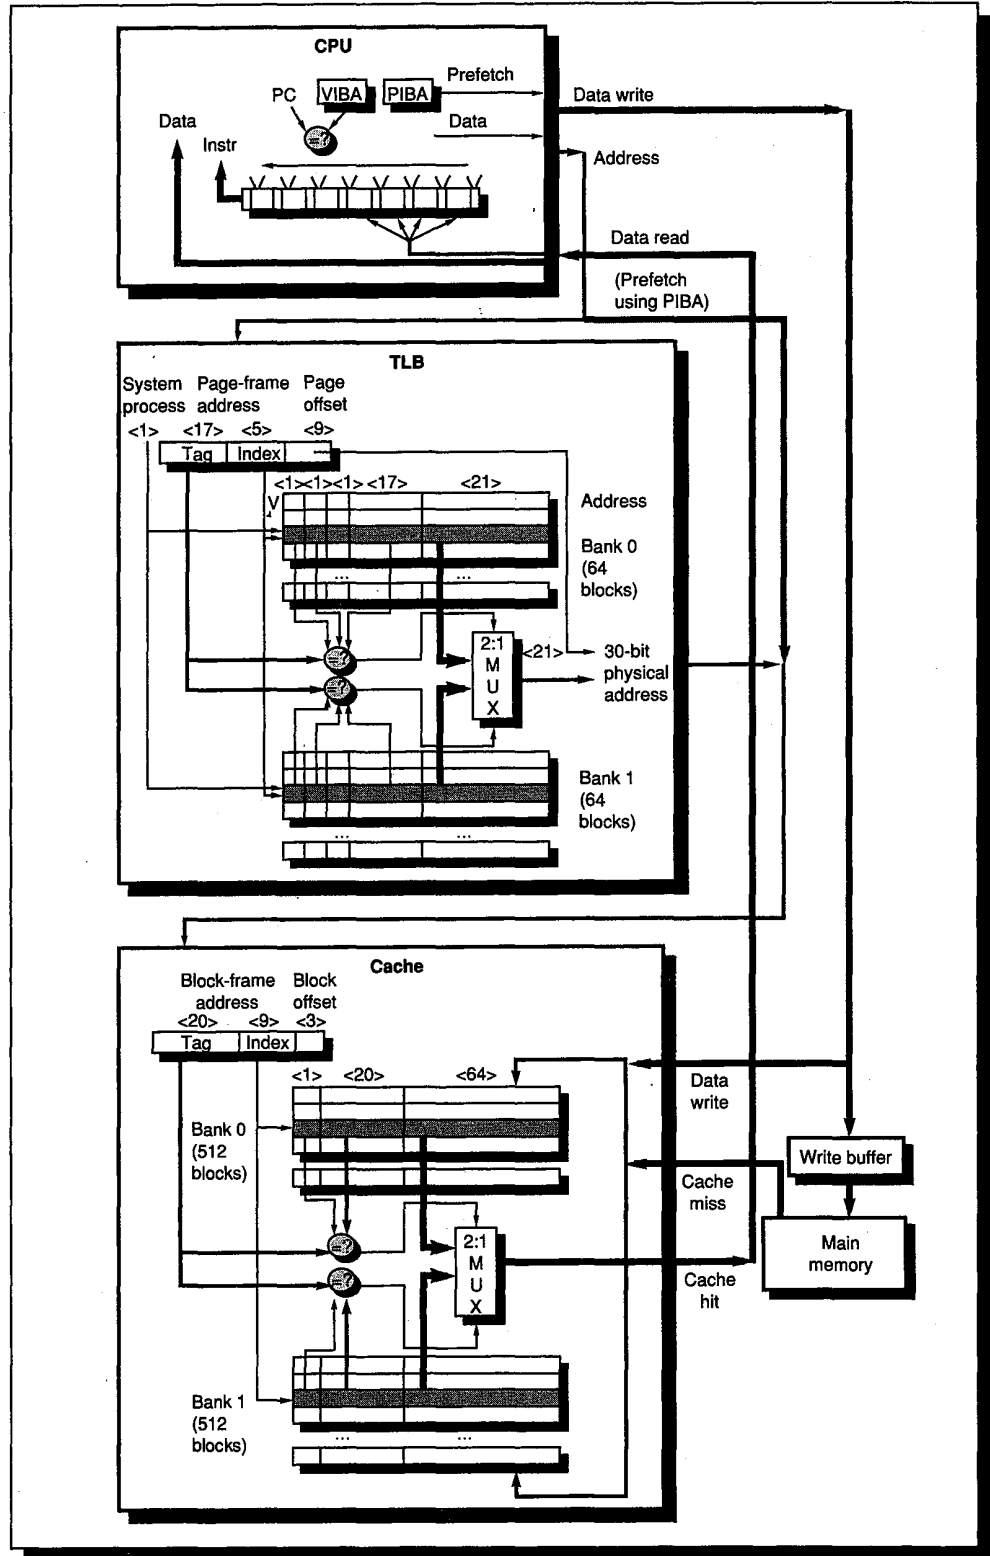 CPU
Prefetch
PC
VIBA
PIBA
Data write
Data
Data
=?
Instr
Address
Data read
(Prefetch
using PIBA)
TLB
System
process
Page-frame
address
Page
offset
<1>
<17>
<5>
<9>
Tag
Index
<1>
<1>
<1>
<17>
<21>
V
Address
Bank 0
(64
blocks)
...
...
=?
=?
2:1
M
U
X
<21>
30-bit
physical
address
Bank 1
(64
blocks)
...
...
Cache
Block-frame
address
Block
offset
<20>
<9>
<3>
Tag
Index
<1>
<20>
<64>
Data
write
Bank 0
(512
blocks)
Write buffer
Cache
miss
=?
=?
2:1
M
U
X
Main
memory
Cache
hit
Bank 1
(512
blocks)
...
...